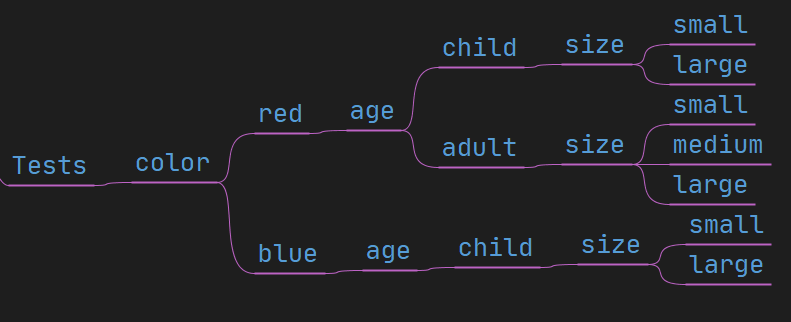 Tests
color
red
age
child
size
small
large
adult
size
small
medium
large
blue
age
child
size
small
large